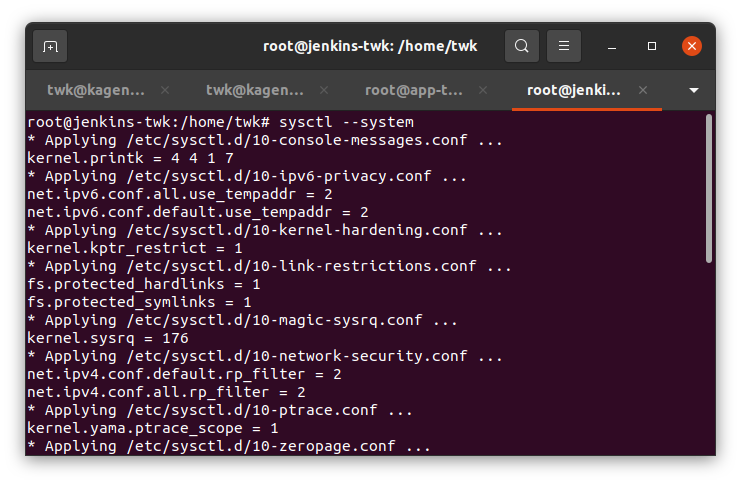 root@jenkins-twk: /home/twk
twk@kagen...
twk@kagen...
root@app-t...
root@jenki...
root@jenkins-twk:/home/twk# sysctl --system
* Applying /etc/sysctl.d/10-console-messages.conf ...
kernel.printk = 4 4 1 7
* Applying /etc/sysctl.d/10-ipv6-privacy.conf ...
net.ipv6.conf.all.use_tempaddr = 2
net.ipv6.conf.default.use_tempaddr = 2
* Applying /etc/sysctl.d/10-kernel-hardening.conf ...
kernel.kptr_restrict = 1
* Applying /etc/sysctl.d/10-link-restrictions.conf ...
fs.protected_hardlinks = 1
fs.protected_symlinks = 1
* Applying /etc/sysctl.d/10-magic-sysrq.conf ...
kernel.sysrq = 176
* Applying /etc/sysctl.d/10-network-security.conf ...
net.ipv4.conf.default.rp_filter = 2
net.ipv4.conf.all.rp_filter = 2
* Applying /etc/sysctl.d/10-ptrace.conf ...
kernel.yama.ptrace_scope = 1
* Applying /etc/sysctl.d/10-zeropage.conf ...